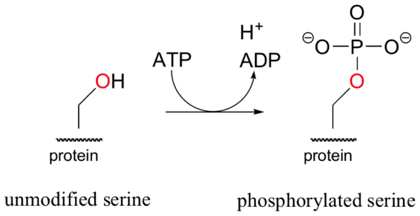 O
⊖O-P-O⊖
H+
ATP ADP
OH
O
protein
protein
unmodified serine
phosphorylated serine